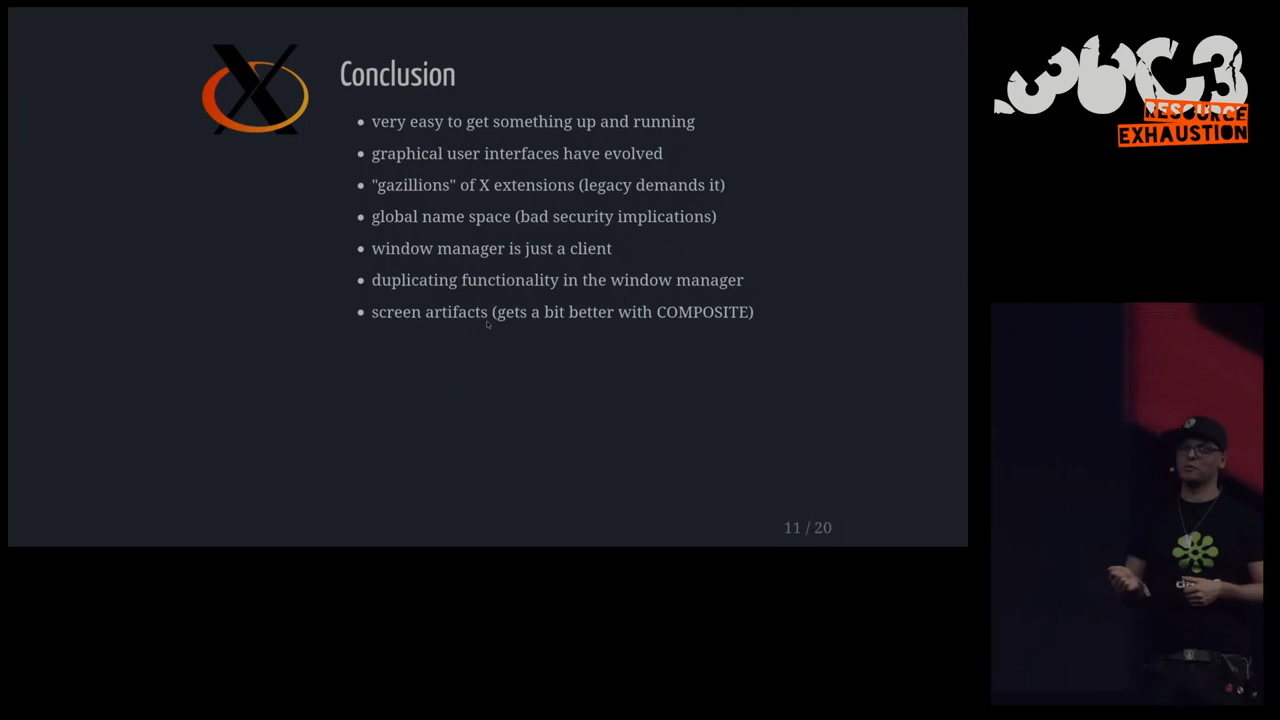 Conclusion
very easy to get something up and running
graphical user interfaces have evolved
"gazillions" of X extensions (legacy demands it)
global name space (bad security implications)
window manager is just a client
duplicating functionality in the window manager
screen artifacts (gets a bit better with COMPOSITE)
11 / 20
36C3
RESOURCE
EXHAUSTION